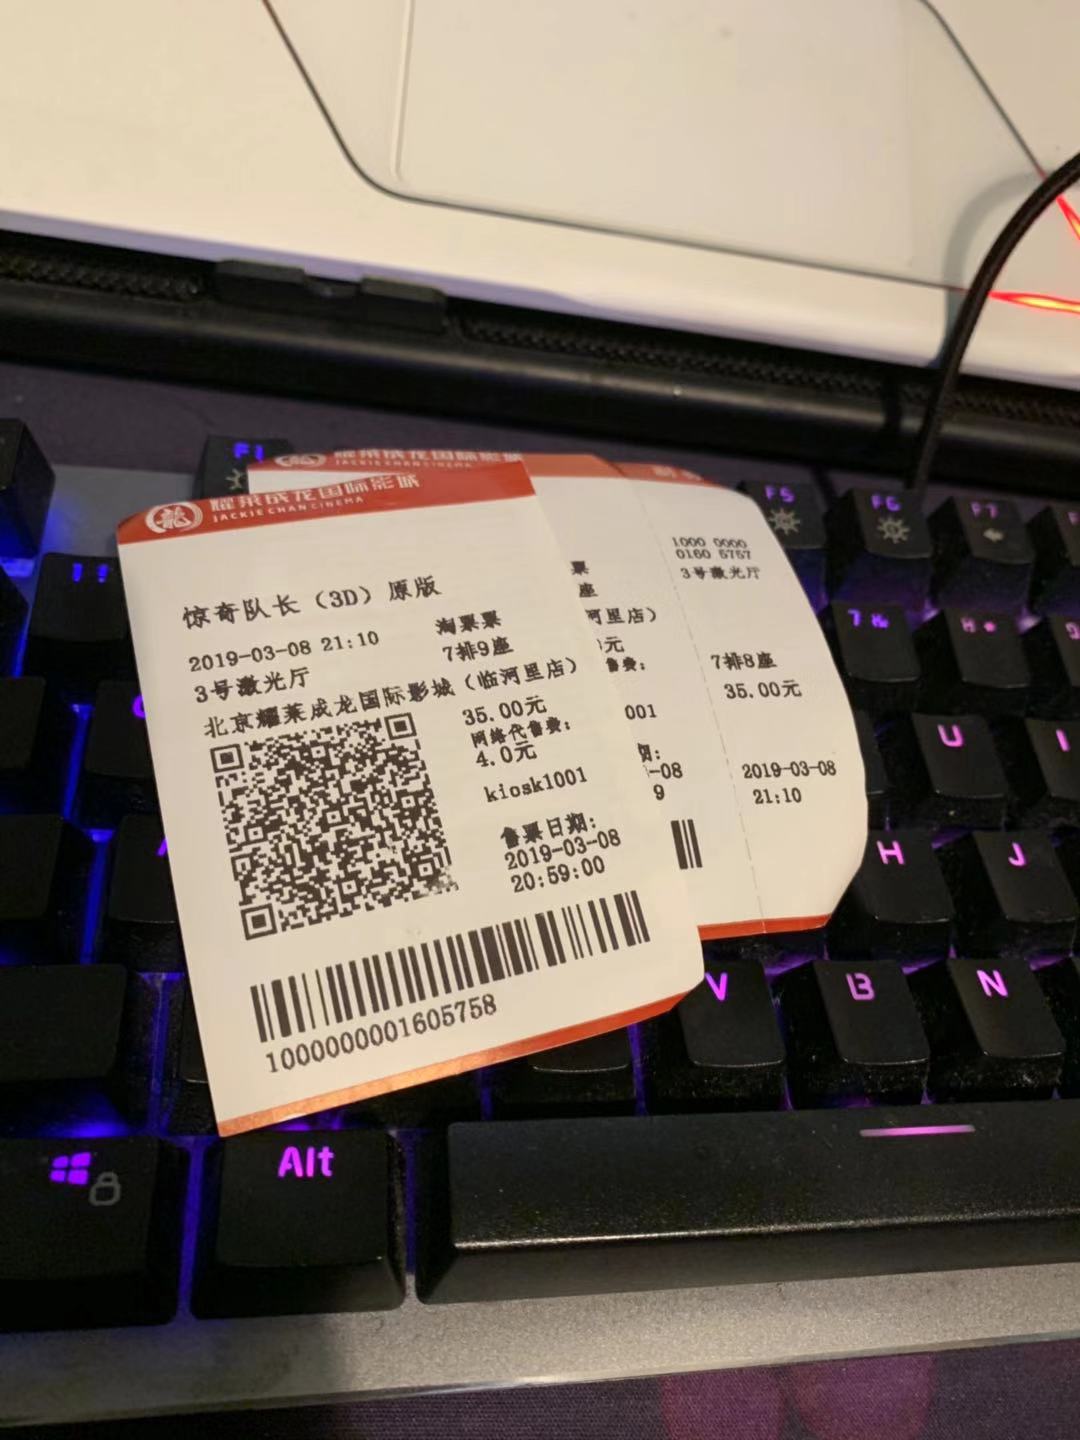 耀莱成龙国际影城
JACKIE CHAN CINEMA
惊奇队长（3D）原版
2019-03-08 21:10
淘票票
3号激光厅
7排9座
北京耀莱成龙国际影城（临河里店）
35.00元
网络代售费：
4.0元
kiosk1001
售票日期：
2019-03-08
20:59:00
1000000001605758
耀莱成龙国际影城
JACKIE CHAN CINEMA
票
座
河里店）
元
售费：
001
期：
-08
9
1000 0000
0160 5757
3号激光厅
7排8座
35.00元
2019-03-08
21:10
F1
F5
F6
F7
1!
7&
8*
U
I
H
J
V
B
N
Alt